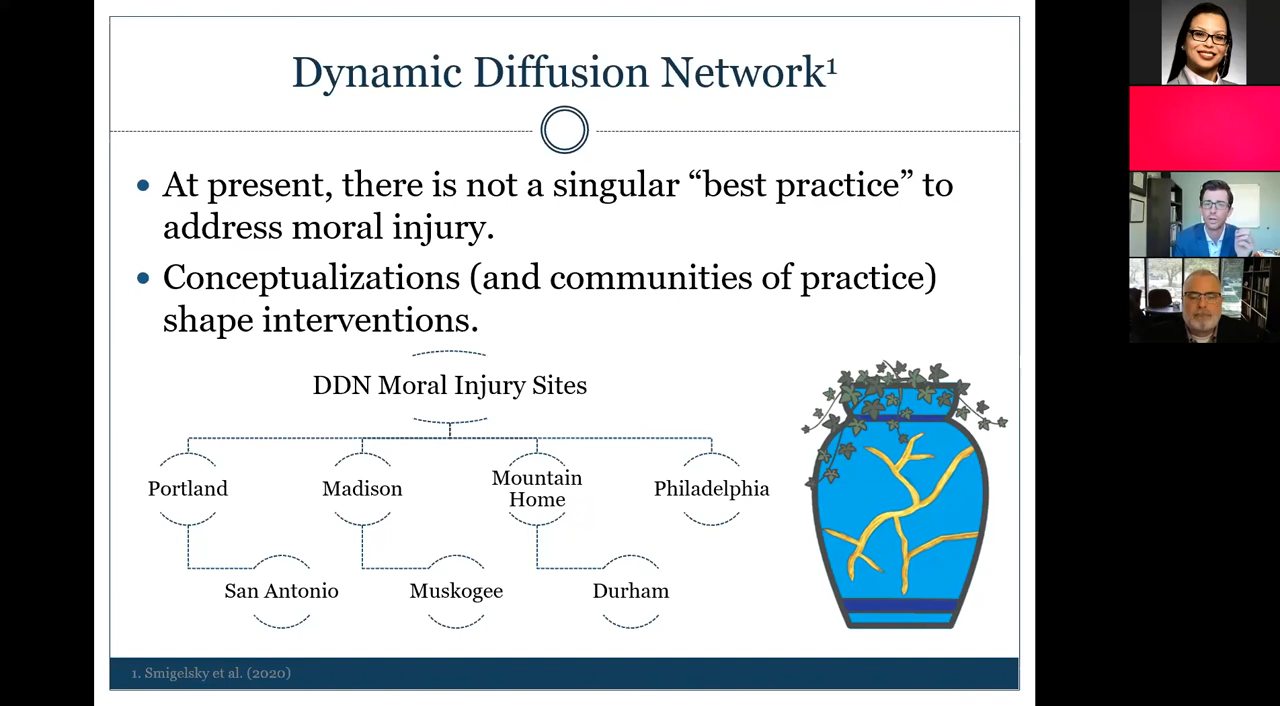 Dynamic Diffusion Network¹
• At present, there is not a singular “best practice” to
address moral injury.
• Conceptualizations (and communities of practice)
shape interventions.
DDN Moral Injury Sites
Portland
Madison
Mountain
Home
Philadelphia
San Antonio
Muskogee
Durham
1. Smigelsky et al. (2020)